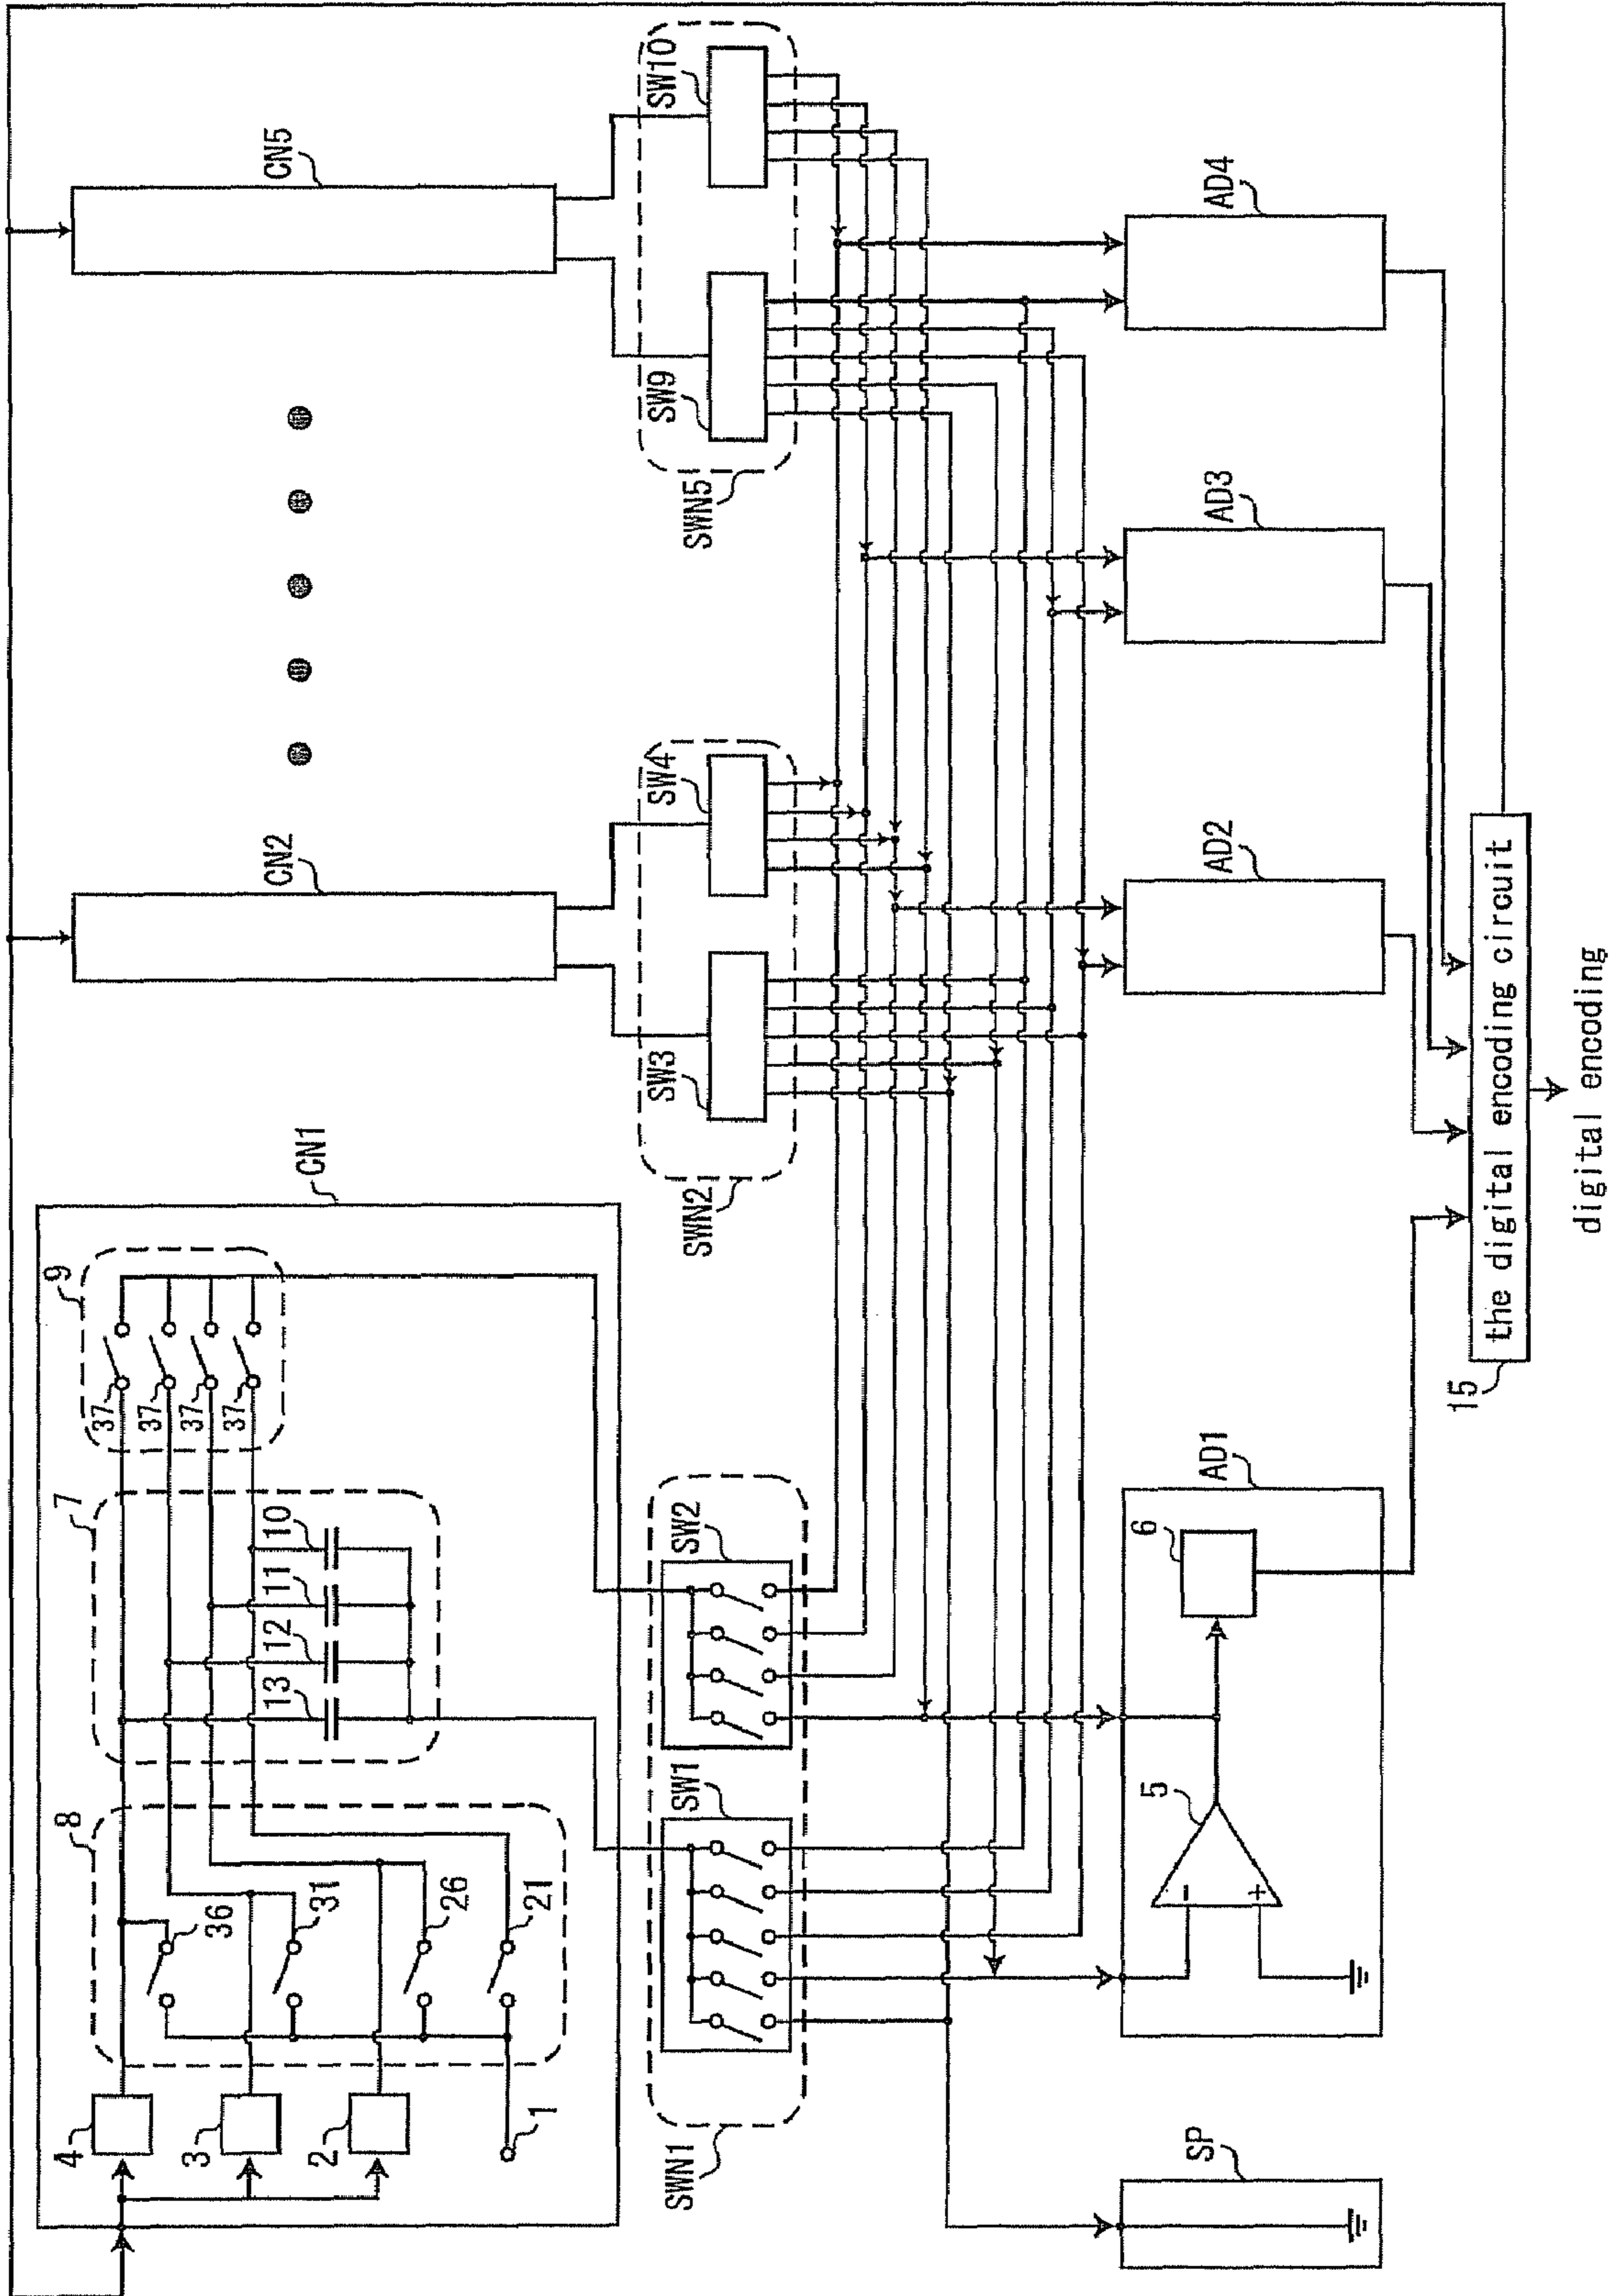 CN1
CN2
CN5
9
37
37
37
37
7
10
11
12
13
8
36
31
26
21
4
3
2
1
SW10
SW9
SWN5
SW4
SW3
SWN2
SW2
SW1
SWN1
AD4
AD3
AD2
AD1
6
5
-
+
SP
15
the digital encoding circuit
digital encoding